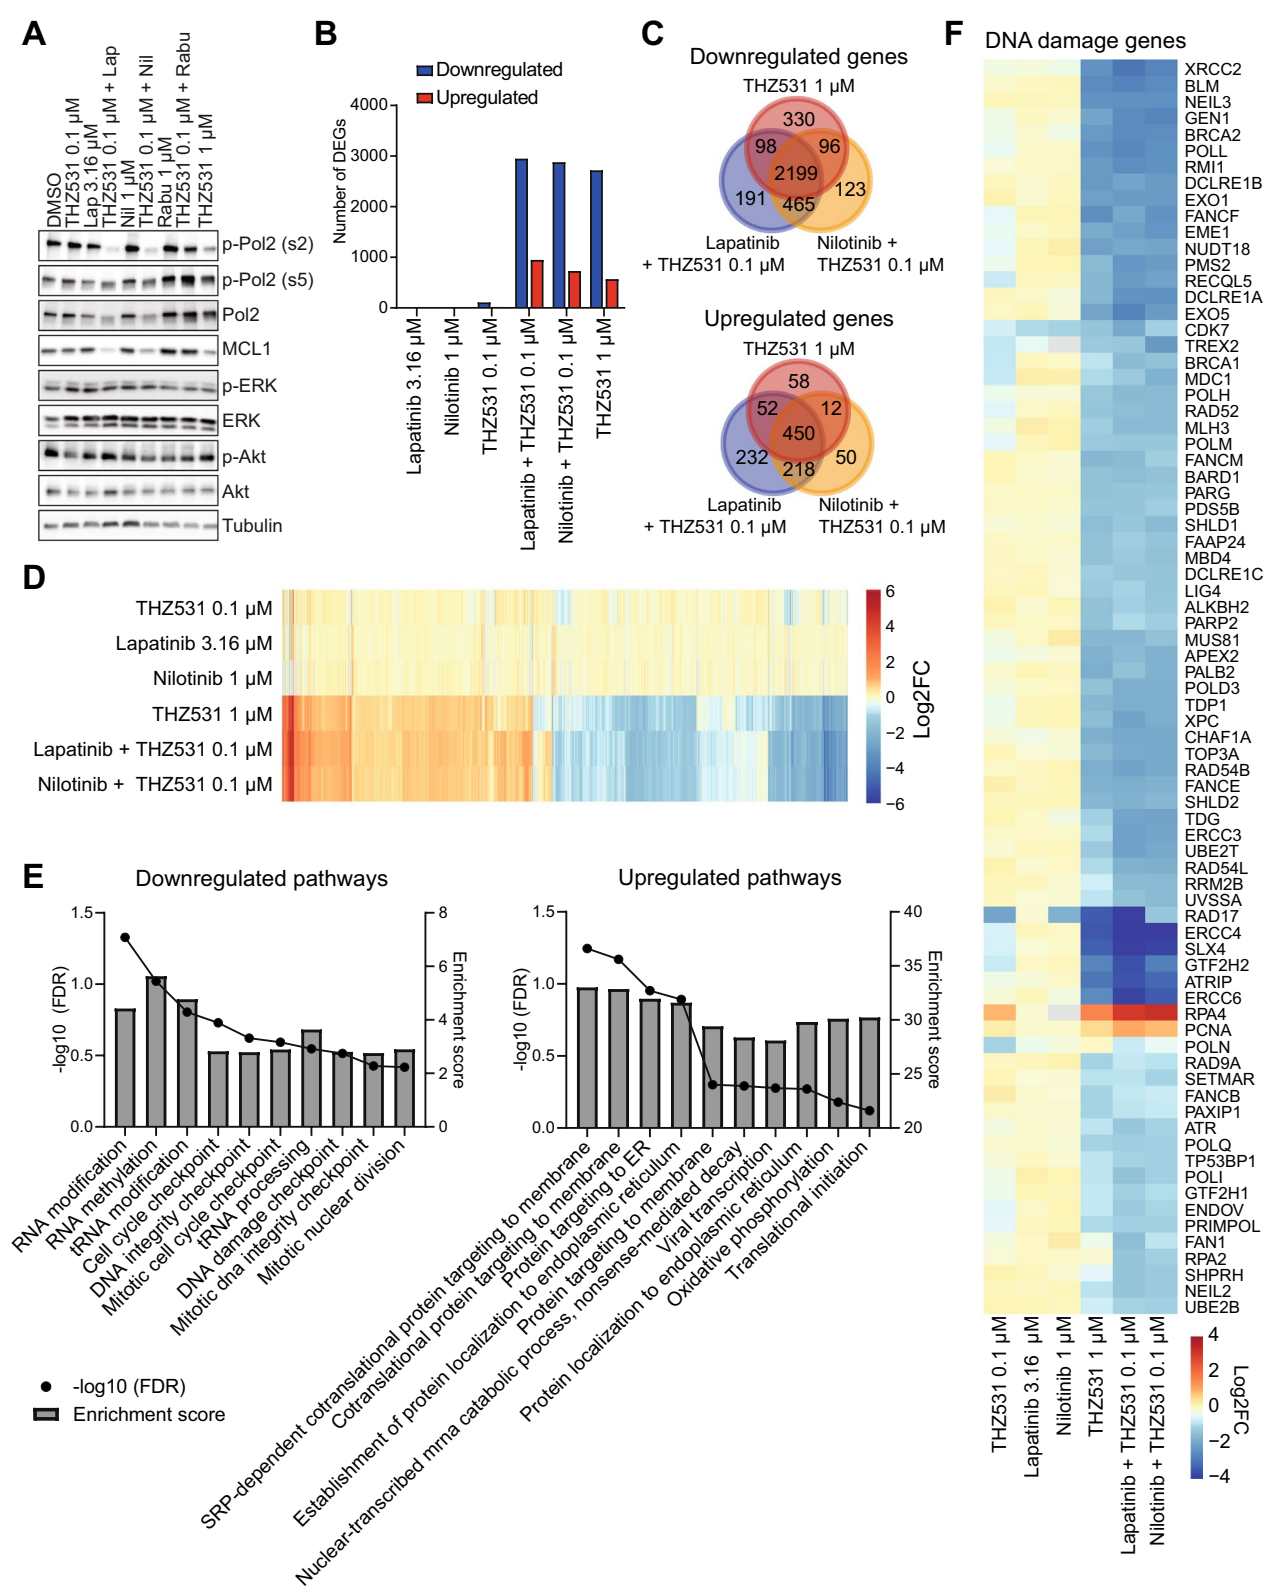 A
DMSO
THZ531 0.1 µM
Lap 3.16 µM
THZ531 0.1 µM + Lap
Nil 1 µM
THZ531 0.1 µM + Nil
Rabu 1 µM
THZ531 0.1 µM + Rabu
THZ531 1 µM
p-Pol2 (s2)
p-Pol2 (s5)
Pol2
MCL1
p-ERK
ERK
p-Akt
Akt
Tubulin
B
Downregulated
Upregulated
Number of DEGs
4000
3000
2000
1000
0
Lapatinib 3.16 µM
Nilotinib 1 µM
THZ531 0.1 µM
Lapatinib + THZ531 0.1 µM
Nilotinib + THZ531 0.1 µM
THZ531 1 µM
C
Downregulated genes
THZ531 1 µM
330
98
96
2199
191
465
123
Lapatinib
+ THZ531 0.1 µM
Nilotinib +
THZ531 0.1 µM
Upregulated genes
THZ531 1 µM
58
52
12
450
232
218
50
Lapatinib
+ THZ531 0.1 µM
Nilotinib +
THZ531 0.1 µM
D
THZ531 0.1 µM
Lapatinib 3.16 µM
Nilotinib 1 µM
THZ531 1 µM
Lapatinib + THZ531 0.1 µM
Nilotinib + THZ531 0.1 µM
6
4
2
0
−2
−4
−6
Log2FC
E
Downregulated pathways
-log10 (FDR)
1.5
1.0
0.5
0.0
8
6
4
2
0
Enrichment score
RNA modification
RNA methylation
tRNA modification
Cell cycle checkpoint
DNA integrity checkpoint
Mitotic cell cycle checkpoint
tRNA processing
DNA damage checkpoint
Mitotic dna integrity checkpoint
Mitotic nuclear division
Upregulated pathways
-log10 (FDR)
1.5
1.0
0.5
0.0
40
35
30
25
20
Enrichment score
SRP-dependent cotranslational protein targeting to membrane
Cotranslational protein targeting to membrane
Protein targeting to ER
Establishment of protein localization to endoplasmic reticulum
Protein targeting to membrane
Nuclear-transcribed mrna catabolic process, nonsense-mediated decay
Viral transcription
Protein localization to endoplasmic reticulum
Oxidative phosphorylation
Translational initiation
-log10 (FDR)
Enrichment score
F
DNA damage genes
XRCC2
BLM
NEIL3
GEN1
BRCA2
POLL
RMI1
DCLRE1B
EXO1
FANCF
EME1
NUDT18
PMS2
RECQL5
DCLRE1A
EXO5
CDK7
TREX2
BRCA1
MDC1
POLH
RAD52
MLH3
POLM
FANCM
BARD1
PARG
PDS5B
SHLD1
FAAP24
MBD4
DCLRE1C
LIG4
ALKBH2
PARP2
MUS81
APEX2
PALB2
POLD3
TDP1
XPC
CHAF1A
TOP3A
RAD54B
FANCE
SHLD2
TDG
ERCC3
UBE2T
RAD54L
RRM2B
UVSSA
RAD17
ERCC4
SLX4
GTF2H2
ATRIP
ERCC6
RPA4
PCNA
POLN
RAD9A
SETMAR
FANCB
PAXIP1
ATR
POLQ
TP53BP1
POLI
GTF2H1
ENDOV
PRIMPOL
FAN1
RPA2
SHPRH
NEIL2
UBE2B
THZ531 0.1 µM
Lapatinib 3.16 µM
Nilotinib 1 µM
THZ531 1 µM
Lapatinib + THZ531 0.1 µM
Nilotinib + THZ531 0.1 µM
4
2
0
−2
−4
Log2FC